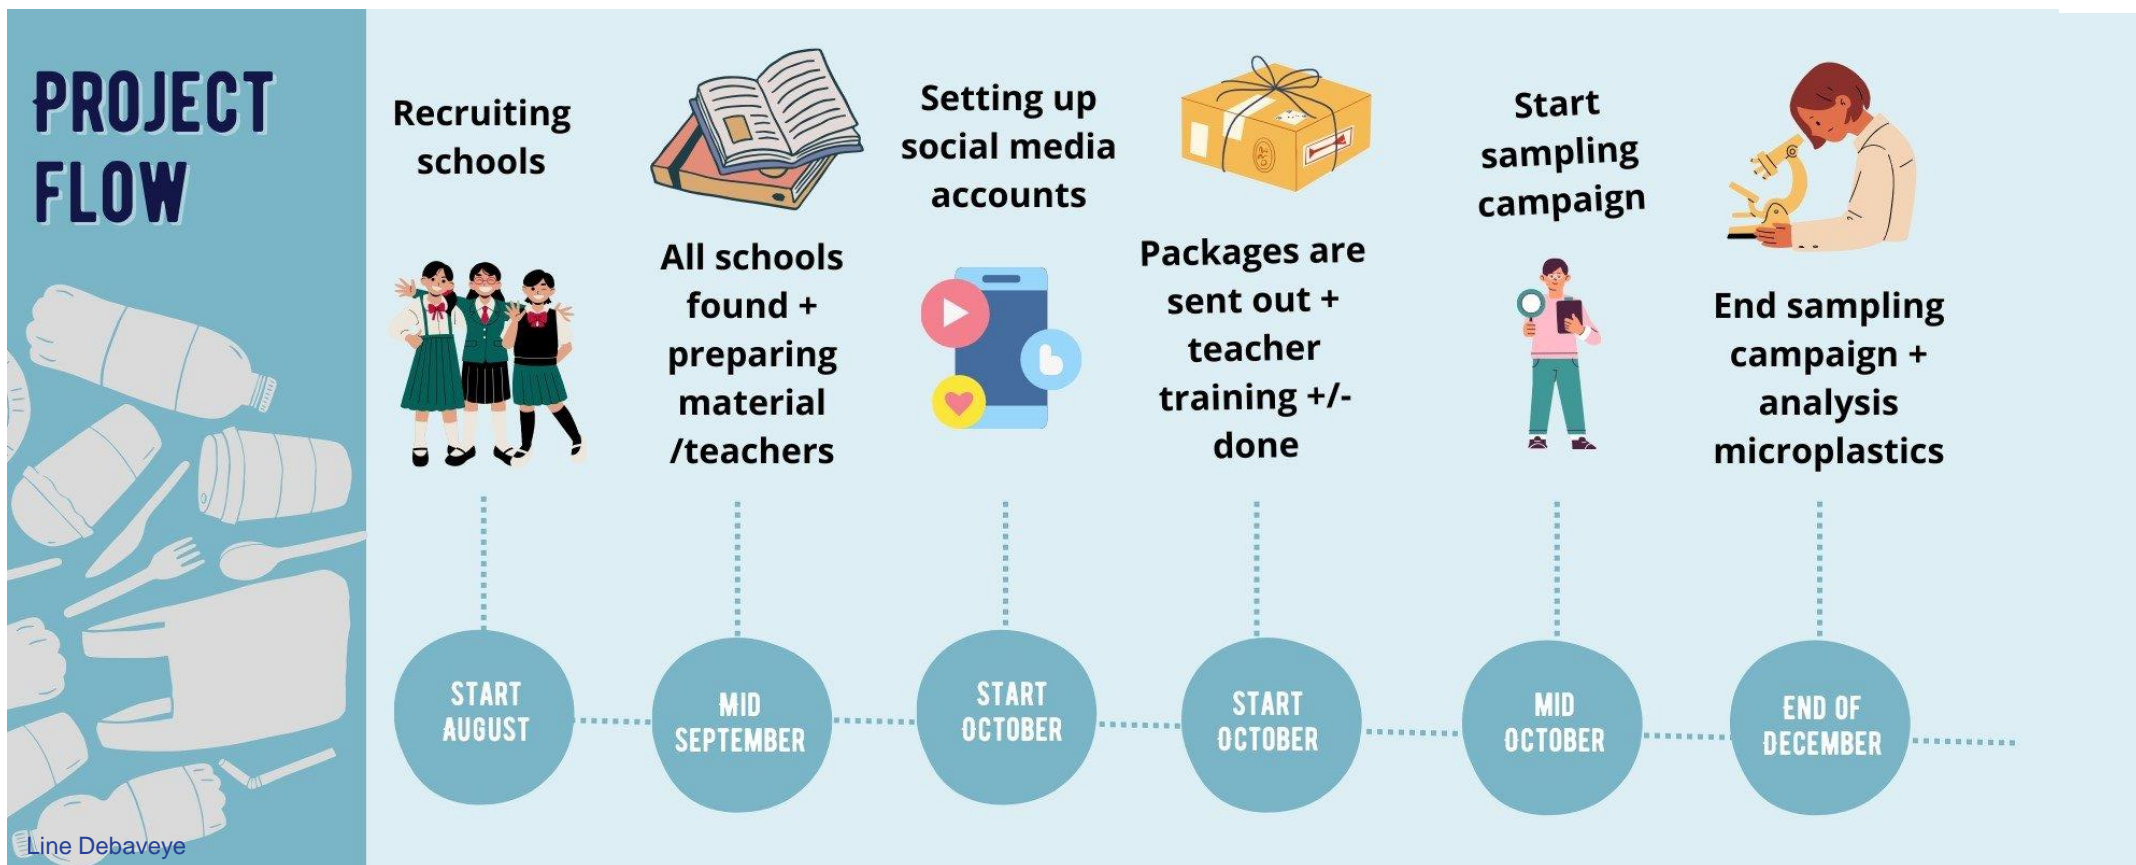 PROJECT
FLOW
Recruiting
schools
All schools
found +
preparing
material
/teachers
Setting up
social media
accounts
Packages are
sent out +
teacher
training +/-
done
Start
sampling
campaign
End sampling
campaign +
analysis
microplastics
START
AUGUST
MID
SEPTEMBER
START
OCTOBER
START
OCTOBER
MID
OCTOBER
END OF
DECEMBER
Line Debaveye